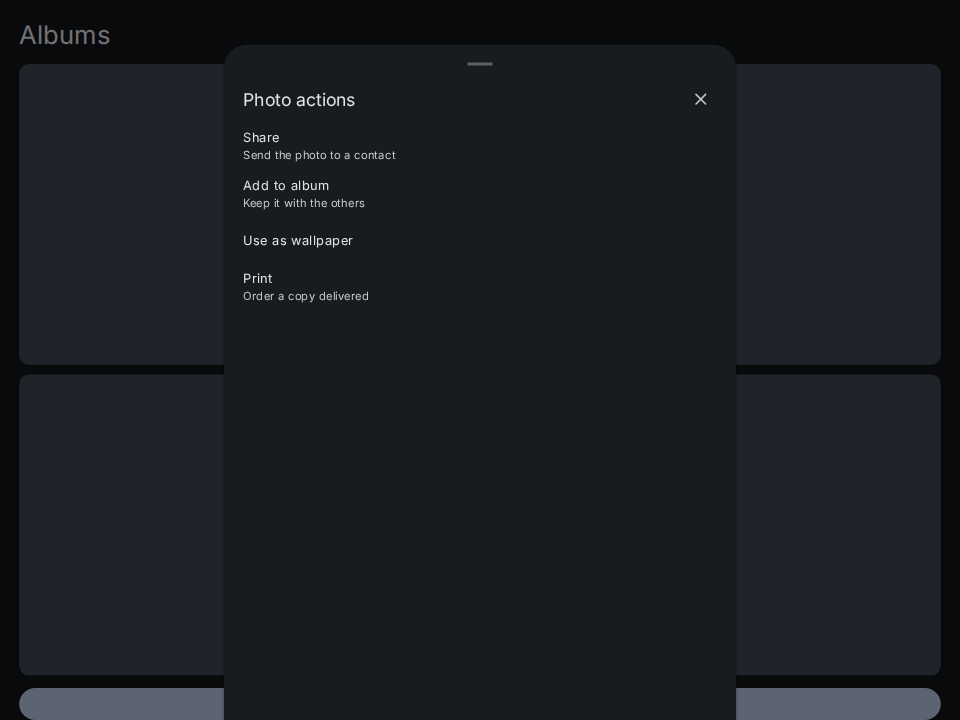 Albums
Photo actions
Share
Send the photo to a contact
Add to album
Keep it with the others
Use as wallpaper
Print
Order a copy delivered